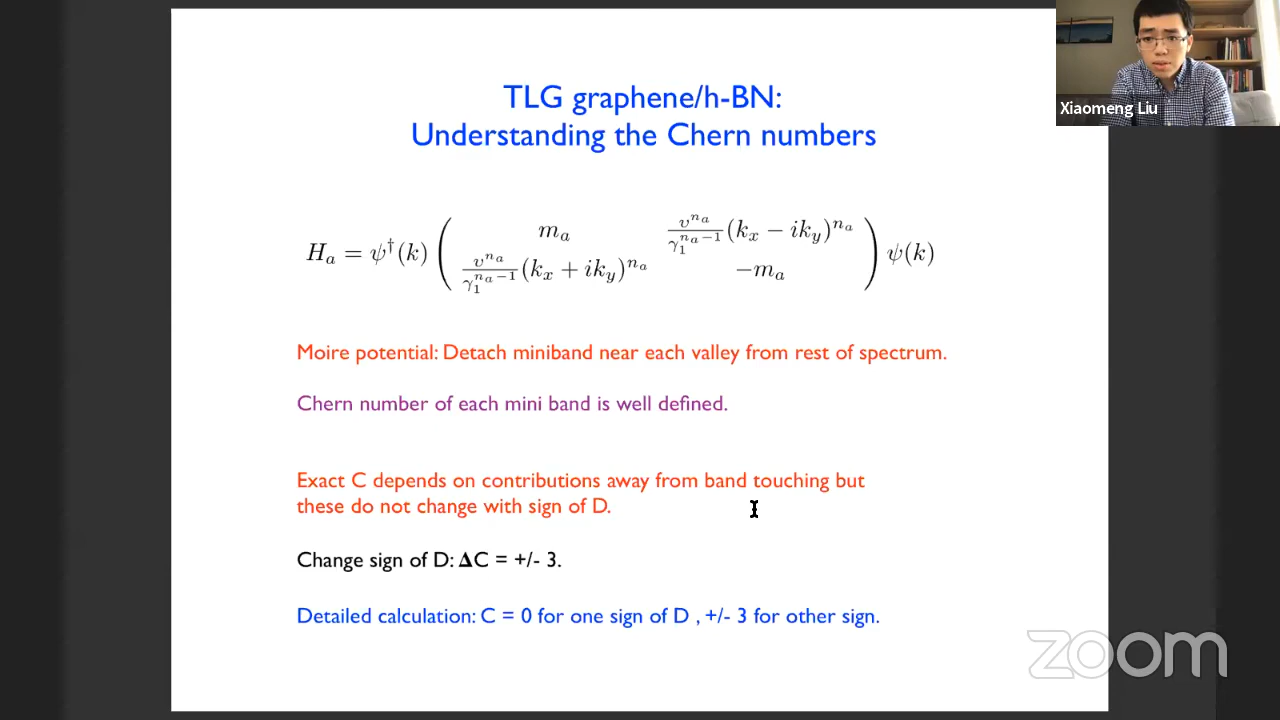 TLG graphene/h-BN:
Understanding the Chern numbers
H_a = ψ†(k) ( m_a   υ^{n_a}/γ_1^{n_a−1} (k_x − ik_y)^{n_a}
υ^{n_a}/γ_1^{n_a−1} (k_x + ik_y)^{n_a}   −m_a ) ψ(k)
Moire potential: Detach miniband near each valley from rest of spectrum.
Chern number of each mini band is well defined.
Exact C depends on contributions away from band touching but
these do not change with sign of D.
Change sign of D: ΔC = +/- 3.
Detailed calculation: C = 0 for one sign of D , +/- 3 for other sign.
Xiaomeng Liu
zoom